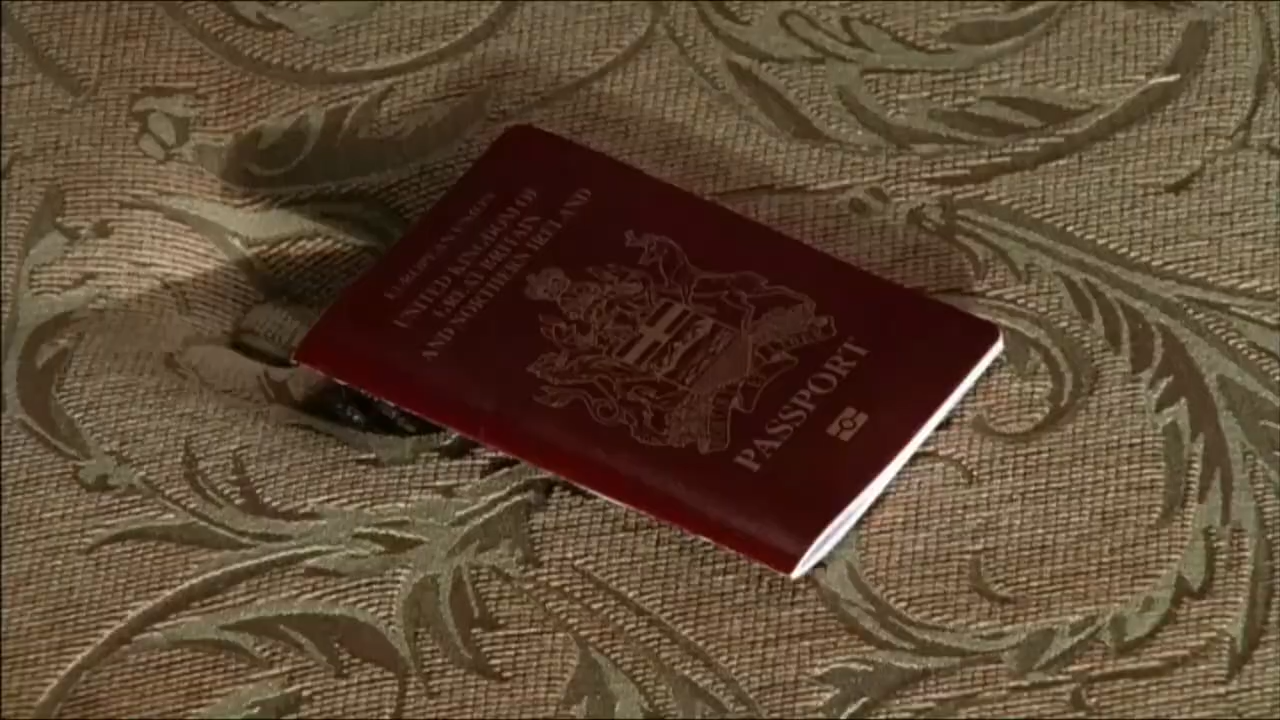 EUROPEAN UNION
UNITED KINGDOM OF
GREAT BRITAIN
AND NORTHERN IRELAND
PASSPORT